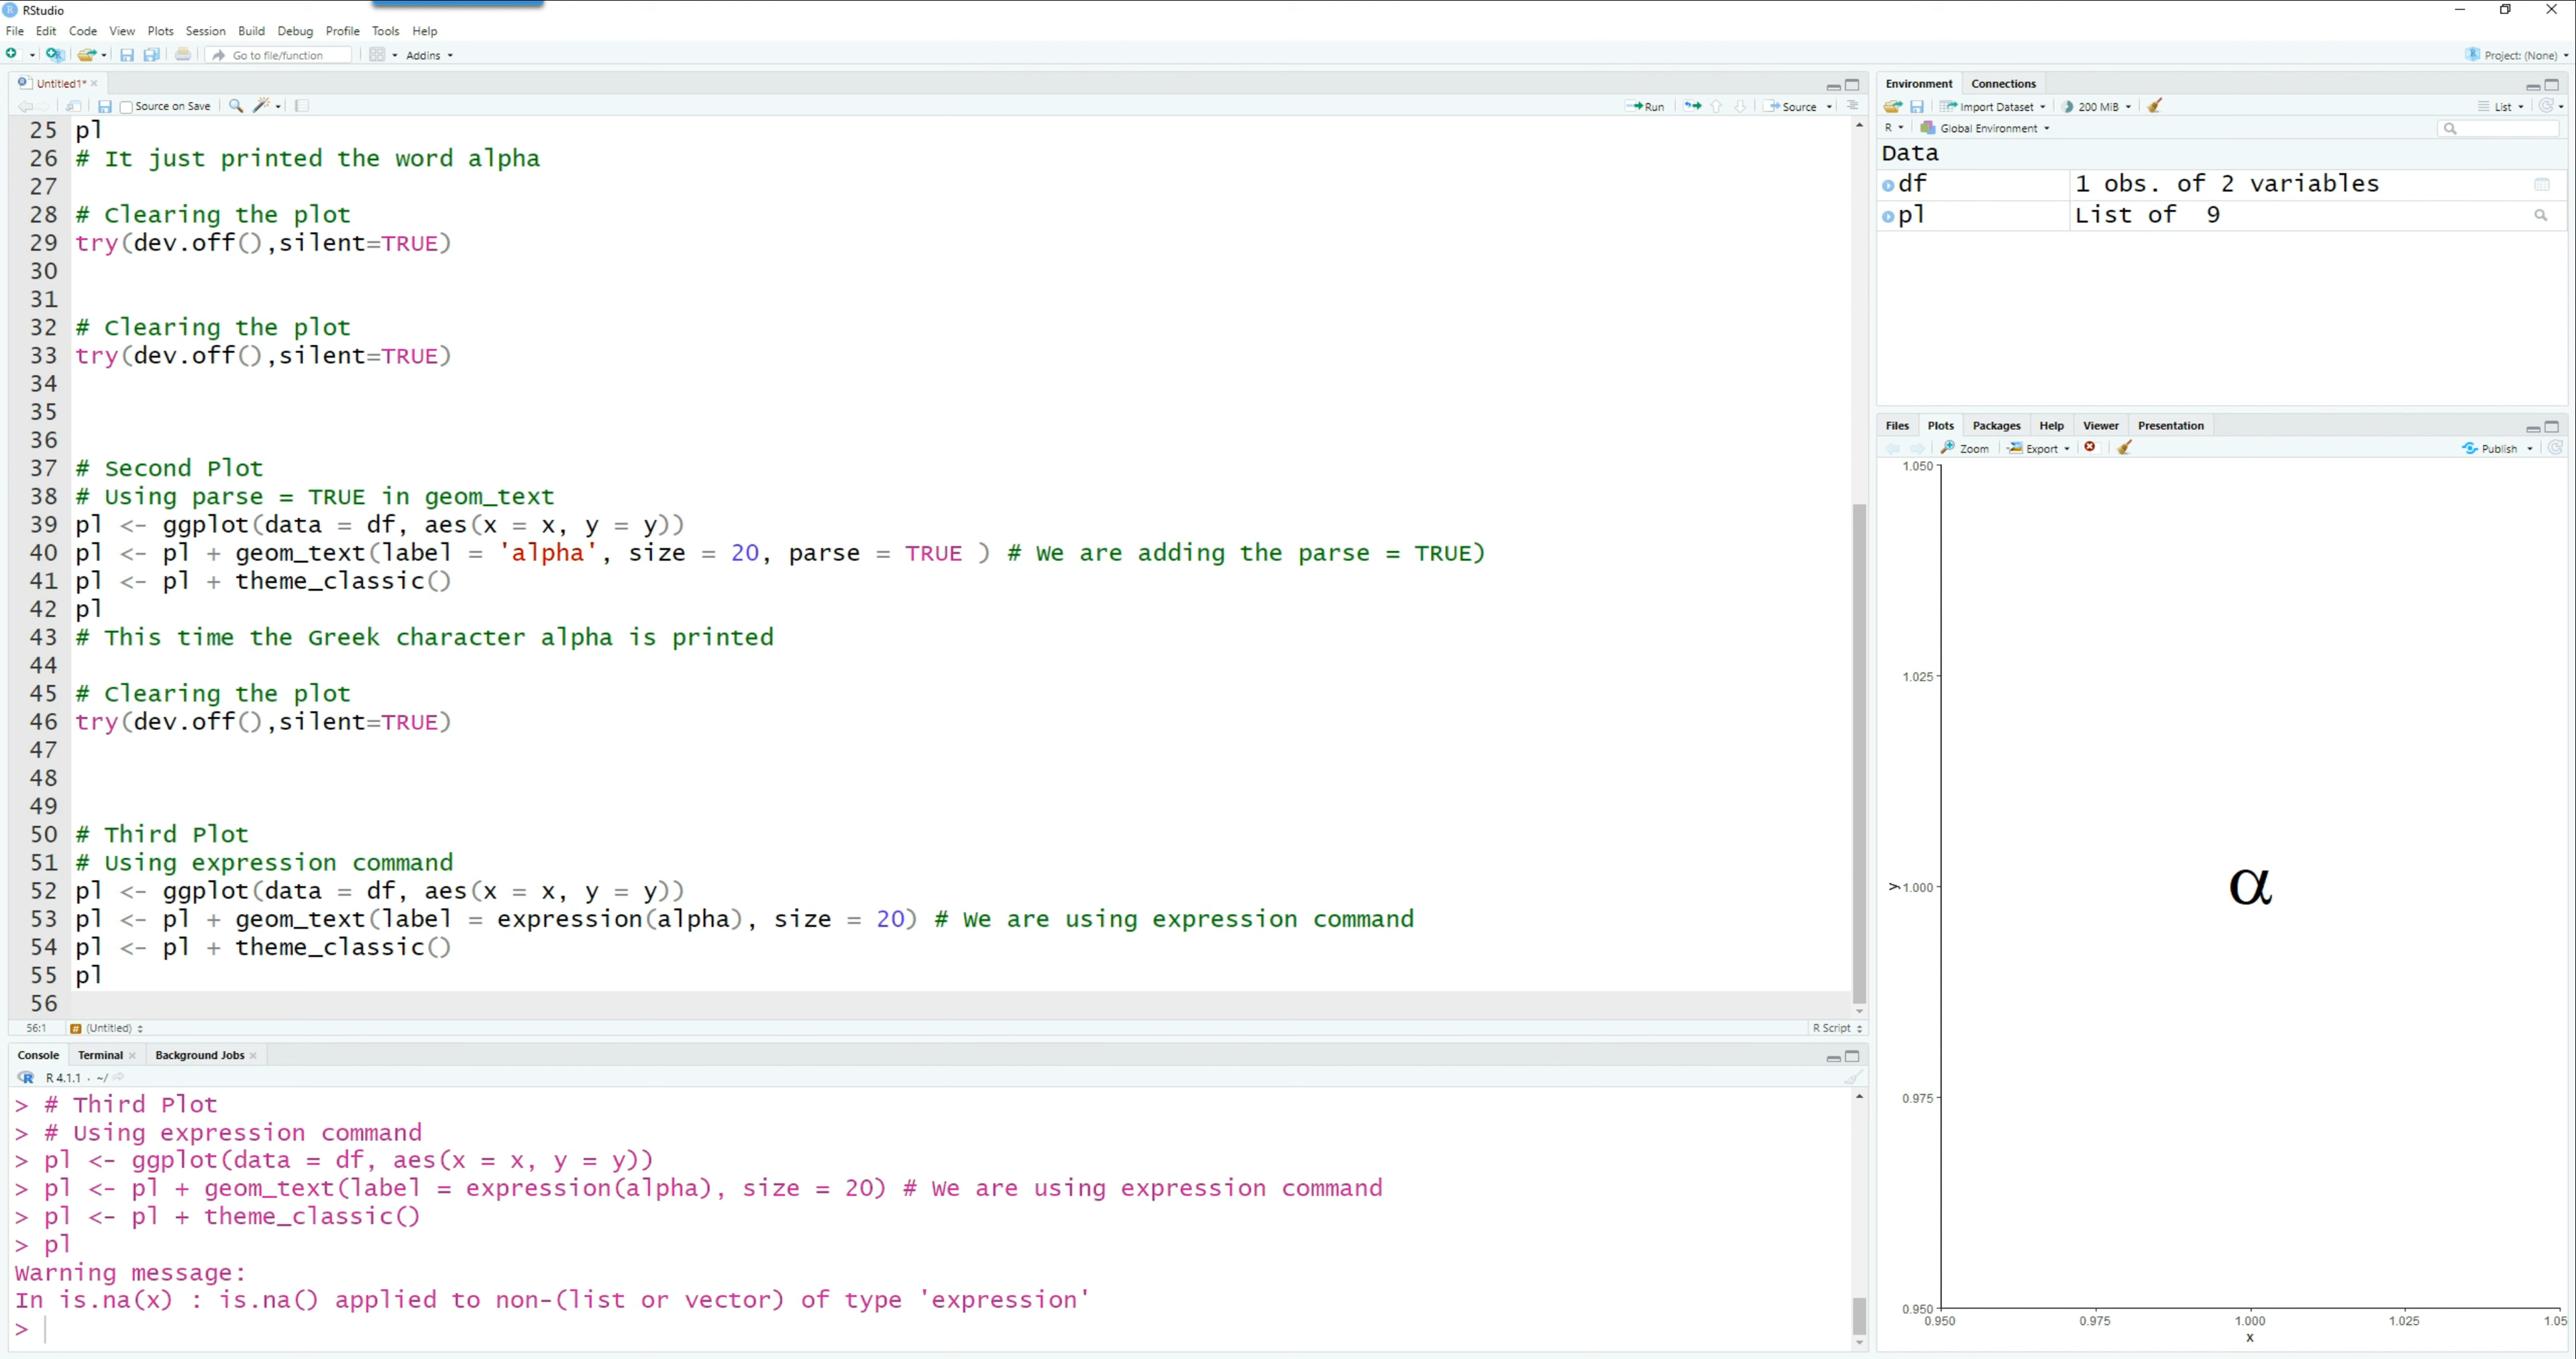 RStudio
File Edit Code View Plots Session Build Debug Profile Tools Help
Go to file/function Addins Project: (None)
Untitled1*
Source on Save Run Source
25 pl
26 # It just printed the word alpha
27
28 # Clearing the plot
29 try(dev.off(),silent=TRUE)
30
31
32 # Clearing the plot
33 try(dev.off(),silent=TRUE)
34
35
36
37 # Second Plot
38 # Using parse = TRUE in geom_text
39 pl <- ggplot(data = df, aes(x = x, y = y))
40 pl <- pl + geom_text(label = 'alpha', size = 20, parse = TRUE ) # We are adding the parse = TRUE)
41 pl <- pl + theme_classic()
42 pl
43 # This time the Greek character alpha is printed
44
45 # Clearing the plot
46 try(dev.off(),silent=TRUE)
47
48
49
50 # Third Plot
51 # Using expression command
52 pl <- ggplot(data = df, aes(x = x, y = y))
53 pl <- pl + geom_text(label = expression(alpha), size = 20) # We are using expression command
54 pl <- pl + theme_classic()
55 pl
56
56:1 # (Untitled) R Script
Console Terminal Background Jobs
R R 4.1.1 . ~/
> # Third Plot
> # Using expression command
> pl <- ggplot(data = df, aes(x = x, y = y))
> pl <- pl + geom_text(label = expression(alpha), size = 20) # We are using expression command
> pl <- pl + theme_classic()
> pl
Warning message:
In is.na(x) : is.na() applied to non-(list or vector) of type 'expression'
>
Environment Connections
Import Dataset 200 MiB List
R Global Environment
Data
df 1 obs. of 2 variables
pl List of 9
Files Plots Packages Help Viewer Presentation
Zoom Export Publish
1.050
1.025
y 1.000
α
0.975
0.950
0.950 0.975 1.000 1.025 1.05
x